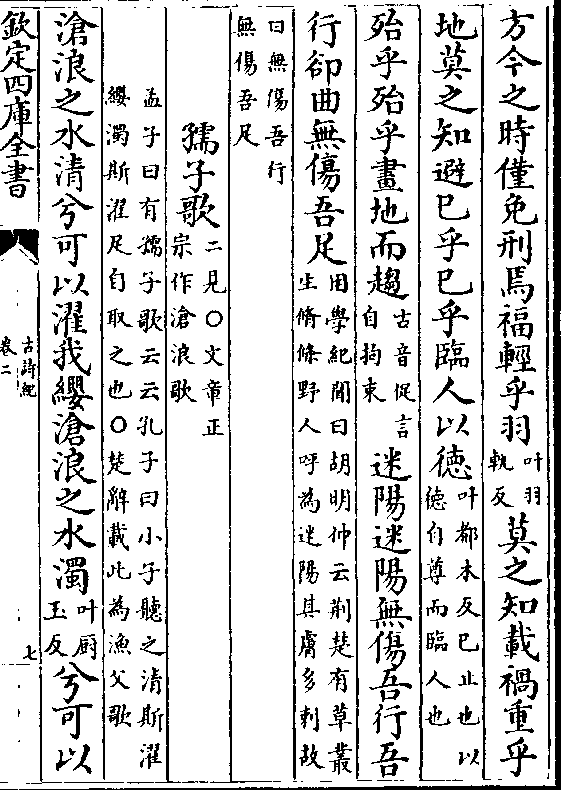 方今之時僅免刑焉福輕乎羽叶羽軌反莫之知載禍重乎
地莫之知避已乎已乎臨人以德叶都木反已止也以德自尊而臨人也
殆乎殆乎畫地而趨古音促言自拘束迷陽迷陽無傷吾行吾
行卻曲無傷吾足困學紀聞曰胡明仲云荆楚有草叢生脩條野人呼為迷陽其膚多刺故
曰無傷吾行無傷吾足
孺子歌二見○文章正宗作滄浪歌
孟子曰有孺子歌云云孔子曰小子聽之清斯濯
纓濁斯濯足自取之也○楚辭載此為漁父歌
滄浪之水清兮可以濯我纓滄浪之水濁叶厨玉反兮可以
欽定四庫全書
古詩紀
卷二
七